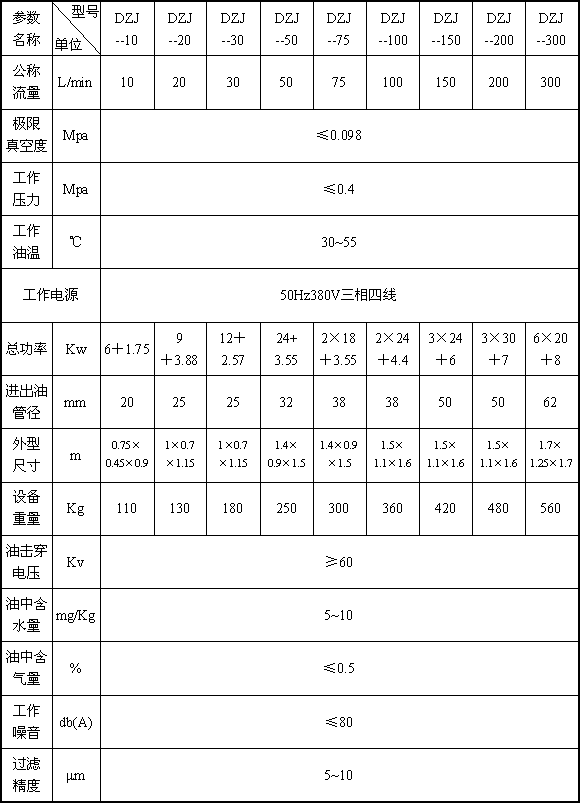 参数 型号 DZJ DZJ DZJ DZJ DZJ DZJ DZJ DZJ DZJ
名称 单位 --10 --20 --30 --50 --75 --100 --150 --200 --300
公称
流量 L/min 10 20 30 50 75 100 150 200 300
极限
真空度 Mpa ≤0.098
工作
压力 Mpa ≤0.4
工作
油温 ℃ 30~55
工作电源 50Hz380V三相四线
总功率 Kw 6＋1.75 9 12＋ 24+ 2×18 2×24 3×24 3×30 6×20
＋3.88 2.57 3.55 ＋3.55 ＋4.4 ＋6 ＋7 ＋8
进出油
管径 mm 20 25 25 32 38 38 50 50 62
外型 m 0.75× 1×0.7 1×0.7 1.4× 1.4×0.9 1.5× 1.5× 1.5× 1.7×
尺寸 0.45×0.9 ×1.15 ×1.15 0.9×1.5 ×1.5 1.1×1.6 1.1×1.6 1.1×1.6 1.25×1.7
设备
重量 Kg 110 130 180 250 300 360 420 480 560
油击穿
电压 Kv ≥60
油中含
水量 mg/Kg 5~10
油中含
气量 % ≤0.5
工作
噪音 db(A) ≤80
过滤
精度 μm 5~10